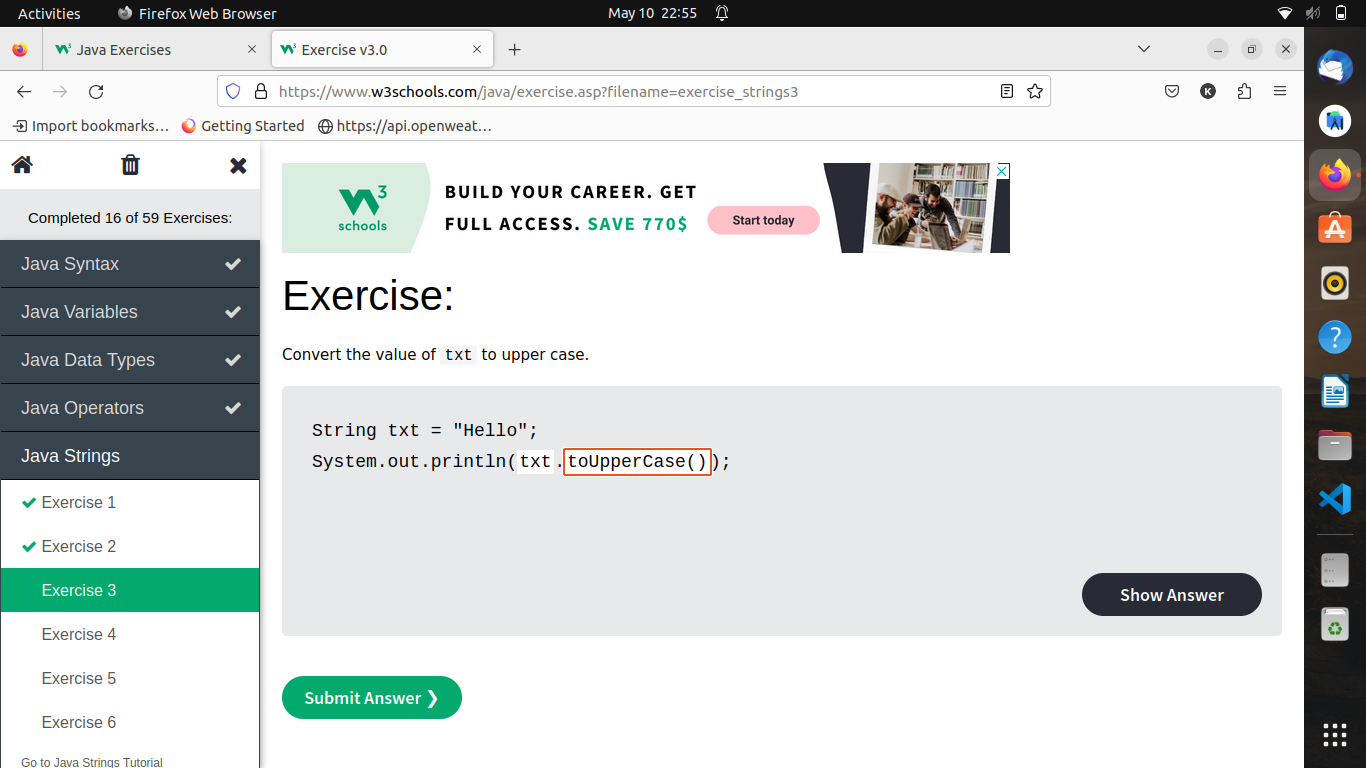 Activities
Firefox Web Browser
May 10 22:55
Java Exercises
Exercise v3.0
https://www.w3schools.com/java/exercise.asp?filename=exercise_strings3
K
Import bookmarks…
Getting Started
https://api.openweat…
Completed 16 of 59 Exercises:
Java Syntax
Java Variables
Java Data Types
Java Operators
Java Strings
Exercise 1
Exercise 2
Exercise 3
Exercise 4
Exercise 5
Exercise 6
Go to Java Strings Tutorial
3
schools
BUILD YOUR CAREER. GET
FULL ACCESS. SAVE 770$
Start today
Exercise:
Convert the value of txt to upper case.
String txt = "Hello";
System.out.println(txt.toUpperCase());
Show Answer
Submit Answer ❯